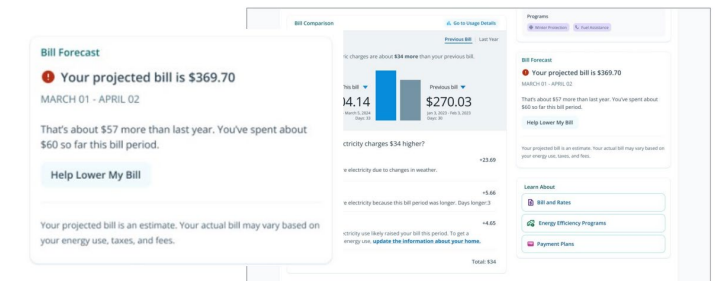 Bill Forecast
Your projected bill is $369.70
MARCH 01 - APRIL 02
That's about $57 more than last year. You've spent about
$60 so far this bill period.
Help Lower My Bill
Your projected bill is an estimate. Your actual bill may vary based on
your energy use, taxes, and fees.
Bill Comparison
Go to Usage Details
Previous Bill
Last Year
ric charges are about $34 more than your previous bill.
This bill
04.14
March 5, 2024
Days: 33
Previous bill
$270.03
Jan 3, 2023 - Feb 3, 2023
Days: 30
ctricity charges $34 higher?
+23.69
e electricity due to changes in weather.
+5.66
e electricity because this bill period was longer. Days longer:3
+4.65
ctricity use likely raised your bill this period. To get a
energy use, update the information about your home.
Total: $34
Programs
Winter Protection
Fuel Assistance
Bill Forecast
Your projected bill is $369.70
MARCH 01 - APRIL 02
That's about $57 more than last year. You've spent about
$60 so far this bill period.
Help Lower My Bill
Your projected bill is an estimate. Your actual bill may vary based on
your energy use, taxes, and fees.
Learn About
Bill and Rates
Energy Efficiency Programs
Payment Plans